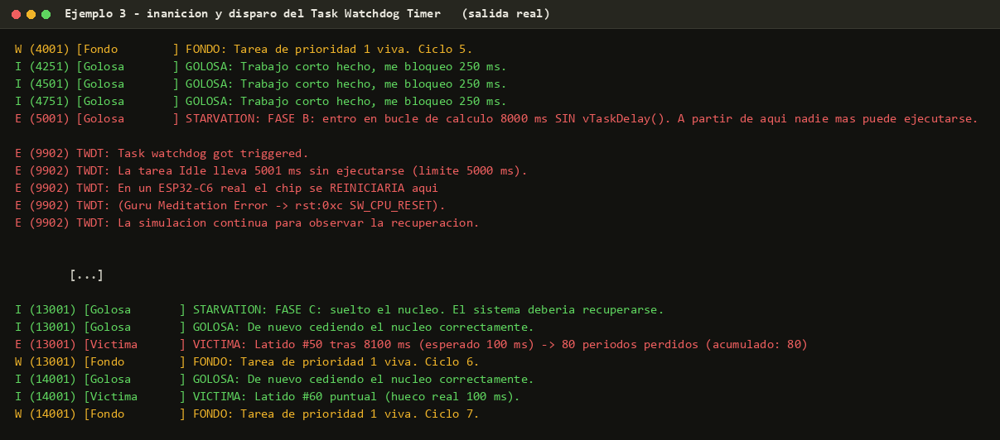 Ejemplo 3 - inanicion y disparo del Task Watchdog Timer   (salida real)
W (4001) [Fondo        ] FONDO: Tarea de prioridad 1 viva. Ciclo 5.
I (4251) [Golosa       ] GOLOSA: Trabajo corto hecho, me bloqueo 250 ms.
I (4501) [Golosa       ] GOLOSA: Trabajo corto hecho, me bloqueo 250 ms.
I (4751) [Golosa       ] GOLOSA: Trabajo corto hecho, me bloqueo 250 ms.
E (5001) [Golosa       ] STARVATION: FASE B: entro en bucle de calculo 8000 ms SIN vTaskDelay(). A partir de aqui nadie mas puede ejecutarse.
E (9902) TWDT: Task watchdog got triggered.
E (9902) TWDT: La tarea Idle lleva 5001 ms sin ejecutarse (limite 5000 ms).
E (9902) TWDT: En un ESP32-C6 real el chip se REINICIARIA aqui
E (9902) TWDT: (Guru Meditation Error -> rst:0xc SW_CPU_RESET).
E (9902) TWDT: La simulacion continua para observar la recuperacion.
[...]
I (13001) [Golosa       ] STARVATION: FASE C: suelto el nucleo. El sistema deberia recuperarse.
I (13001) [Golosa       ] GOLOSA: De nuevo cediendo el nucleo correctamente.
E (13001) [Victima      ] VICTIMA: Latido #50 tras 8100 ms (esperado 100 ms) -> 80 periodos perdidos (acumulado: 80)
W (13001) [Fondo        ] FONDO: Tarea de prioridad 1 viva. Ciclo 6.
I (14001) [Golosa       ] GOLOSA: De nuevo cediendo el nucleo correctamente.
I (14001) [Victima      ] VICTIMA: Latido #60 puntual (hueco real 100 ms).
W (14001) [Fondo        ] FONDO: Tarea de prioridad 1 viva. Ciclo 7.